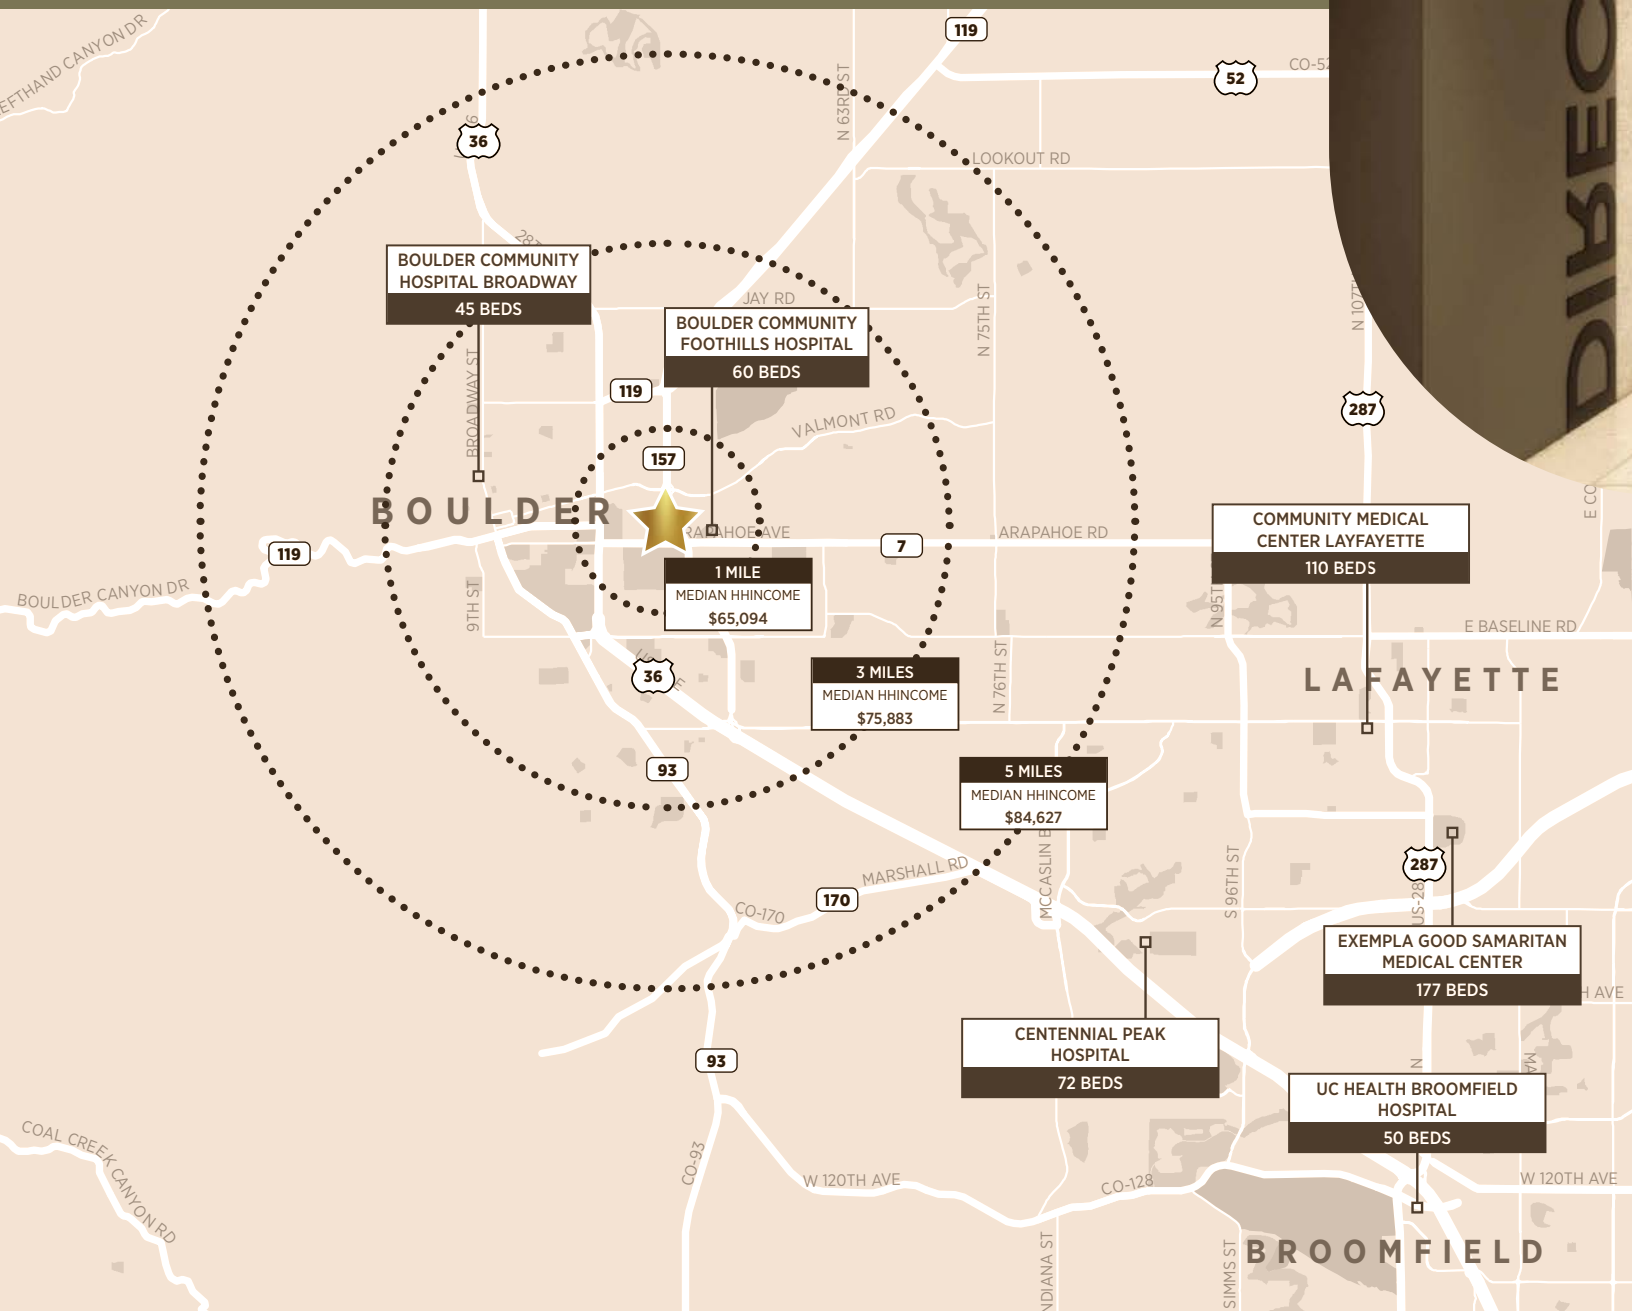 119
52
36
N 63RD ST
LOOKOUT RD
BOULDER COMMUNITY
HOSPITAL BROADWAY
45 BEDS
JAY RD
BOULDER COMMUNITY
FOOTHILLS HOSPITAL
60 BEDS
N 75TH ST
DIREC
BROADWAY ST
119
VALMONT RD
287
157
BOULDER
ARAPAHOE RD
7
119
BOULDER CANYON DR
9TH ST
COMMUNITY MEDICAL
CENTER LAYFAYETTE
110 BEDS
1 MILE
MEDIAN HHINCOME
$65,094
E BASELINE RD
36
3 MILES
MEDIAN HHINCOME
$75,883
N 76TH ST
LAFAYETTE
93
5 MILES
MEDIAN HHINCOME
$84,627
MARSHALL RD
170
CO-170
S 96TH ST
287
EXEMPLA GOOD SAMARITAN
MEDICAL CENTER
177 BEDS
CENTENNIAL PEAK
HOSPITAL
72 BEDS
93
UC HEALTH BROOMFIELD
HOSPITAL
50 BEDS
COAL CREEK CANYON RD
CO-93
W 120TH AVE
CO-128
W 120TH AVE
SIMMS ST
BROOMFIELD